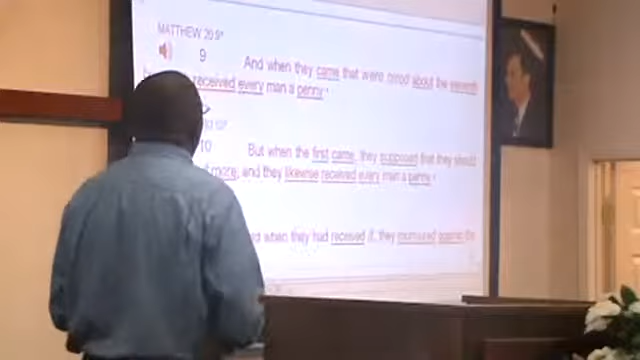 MATTHEW 20:9*
9 And when they came that were hired about the eleventh
received every man a penny.
10 But when the first came, they supposed that they should
more; and they likewise received every man a penny.
when they had received it, they murmured against the